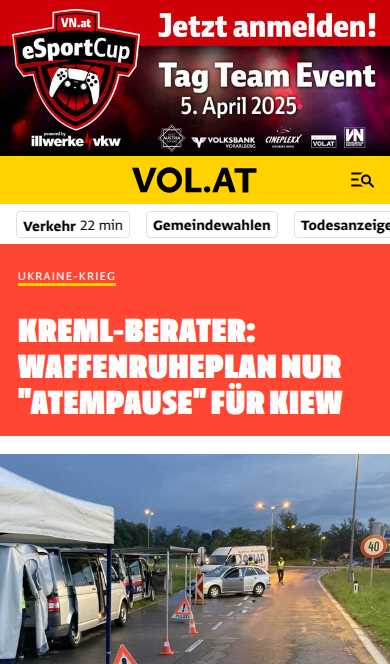 Jetzt anmelden!
VN.at
eSportCup
Tag Team Event
5. April 2025
powered by
illwerke vkw
VOLKSBANK
VORARLBERG
CINEPLEXX
VOL.AT
VN
VOL.AT
Verkehr 22 min
Gemeindewahlen
Todesanzeige
UKRAINE-KRIEG
KREML-BERATER:
WAFFENRUHEPLAN NUR
"ATEMPAUSE" FÜR KIEW
40